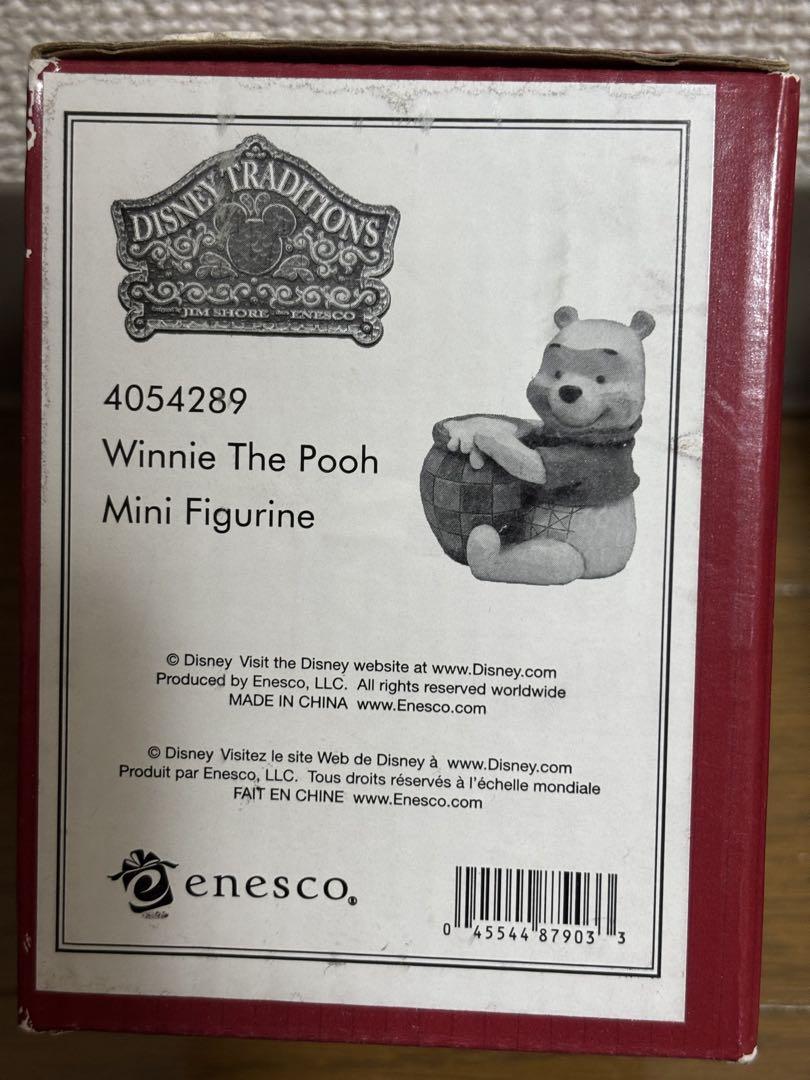 DISNEY TRADITIONS
JIM SHORE ENESCO
4054289
Winnie The Pooh
Mini Figurine
© Disney Visit the Disney website at www.Disney.com
Produced by Enesco, LLC. All rights reserved worldwide
MADE IN CHINA www.Enesco.com
© Disney Visitez le site Web de Disney à www.Disney.com
Produit par Enesco, LLC. Tous droits réservés à l'échelle mondiale
FAIT EN CHINE www.Enesco.com
enesco.
0 45544 87903 3